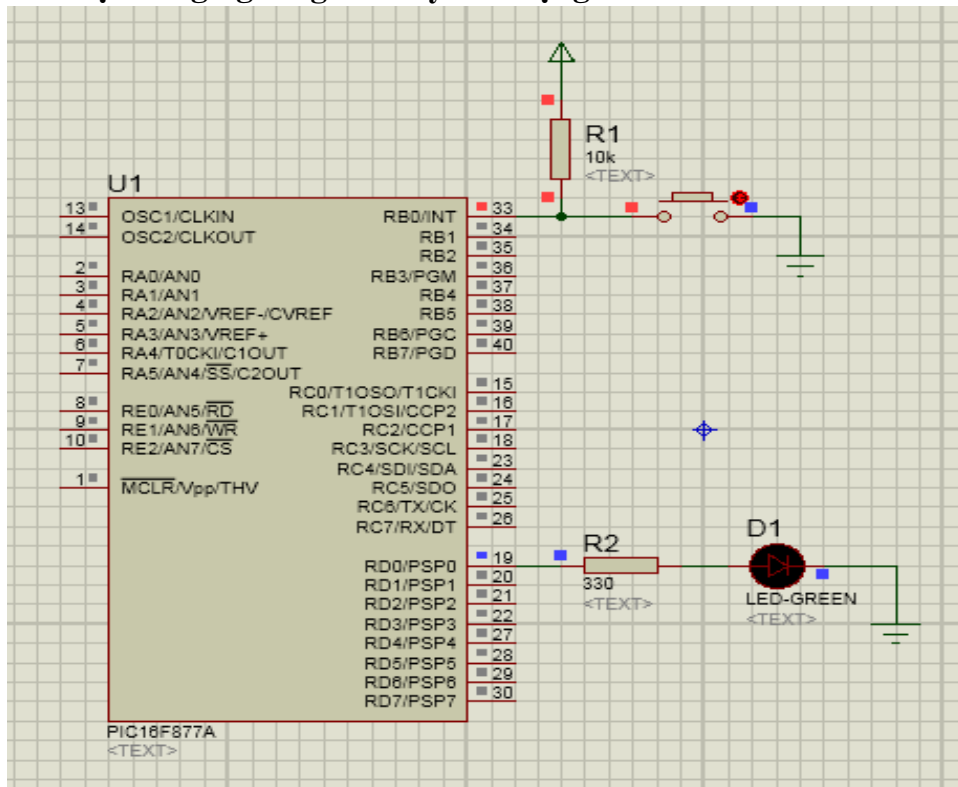 R1
10k
<TEXT>
U1
13 OSC1/CLKIN RB0/INT 33
14 OSC2/CLKOUT RB1 34
RB2 35
2 RA0/AN0 RB3/PGM 36
3 RA1/AN1 RB4 37
4 RA2/AN2/VREF-/CVREF RB5 38
5 RA3/AN3/VREF+ RB6/PGC 39
6 RA4/T0CKI/C1OUT RB7/PGD 40
7 RA5/AN4/SS/C2OUT
RC0/T1OSO/T1CKI 15
8 RE0/AN5/RD RC1/T1OSI/CCP2 16
9 RE1/AN6/WR RC2/CCP1 17
10 RE2/AN7/CS RC3/SCK/SCL 18
RC4/SDI/SDA 23
1 MCLR/Vpp/THV RC5/SDO 24
RC6/TX/CK 25
RC7/RX/DT 26
RD0/PSP0 19
RD1/PSP1 20
RD2/PSP2 21
RD3/PSP3 22
RD4/PSP4 27
RD5/PSP5 28
RD6/PSP6 29
RD7/PSP7 30
PIC16F877A
<TEXT>
R2
330
<TEXT>
D1
LED-GREEN
<TEXT>